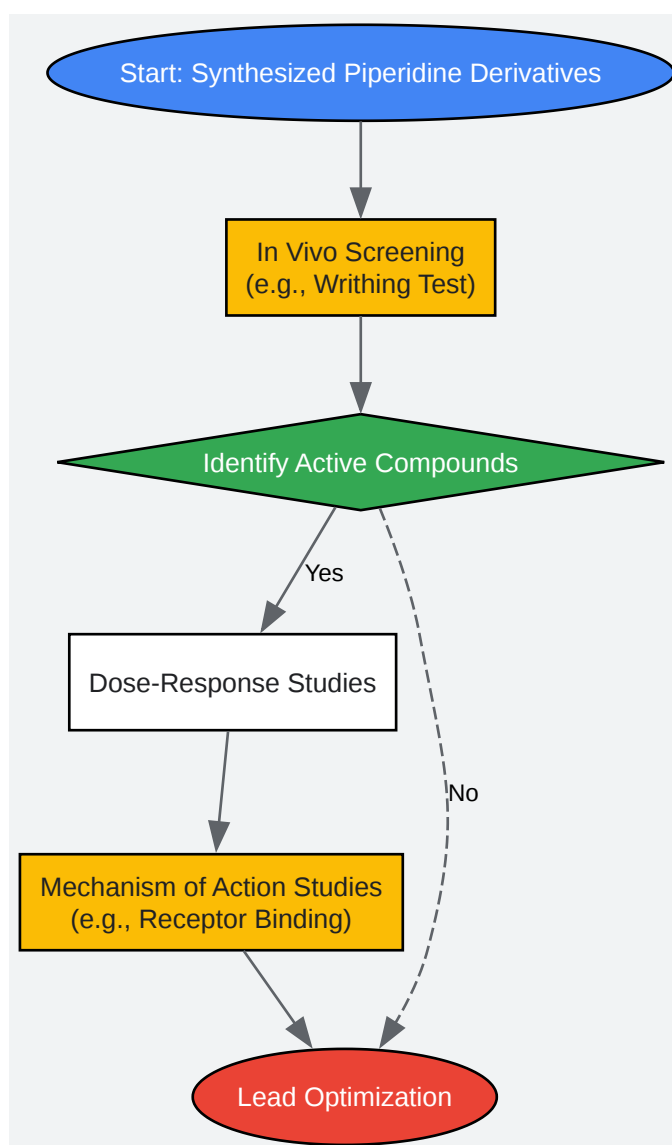 Start: Synthesized Piperidine Derivatives
In Vivo Screening
(e.g., Writhing Test)
Identify Active Compounds
Yes
Dose-Response Studies
No
Mechanism of Action Studies
(e.g., Receptor Binding)
Lead Optimization